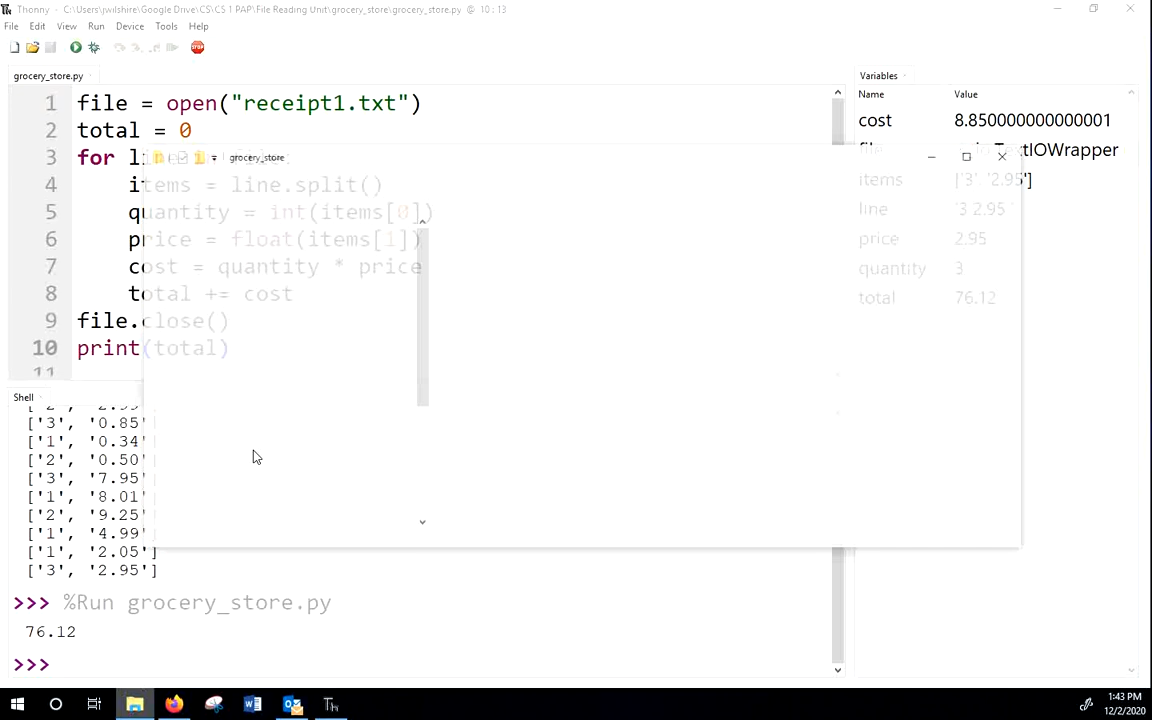 Thonny - C:\Users\jwilshire\Google Drive\CS\CS 1 PAP\File Reading Unit\grocery_store\grocery_store.py @ 10 : 13
File Edit View Run Device Tools Help
STOP
grocery_store.py
1 file = open("receipt1.txt")
2 total = 0
3 for
4 items = line.split()
5 quantity = int(items[0])
6 price = float(items[1])
7 cost = quantity * price
8 total += cost
9 file.close()
10 print(total)
11
grocery_store
Variables
Name Value
cost 8.850000000000001
TextIOWrapper
items ['3', '2.95']
line '3 2.95
price 2.95
quantity 3
total 76.12
Shell
['3', '0.85'
['1', '0.34'
['2', '0.50'
['3', '7.95'
['1', '8.01'
['2', '9.25'
['1', '4.99'
['1', '2.05']
['3', '2.95']
>>> %Run grocery_store.py
76.12
>>>
Th
1:43 PM
12/2/2020